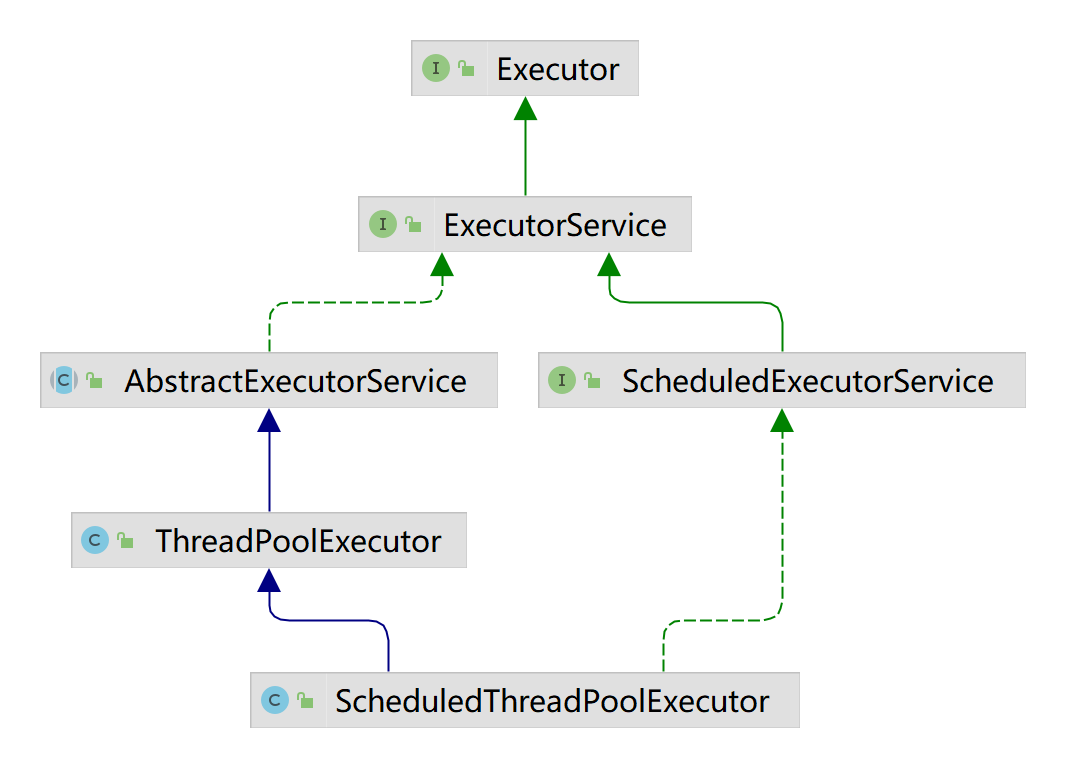 I Executor
I ExecutorService
C AbstractExecutorService
I ScheduledExecutorService
C ThreadPoolExecutor
C ScheduledThreadPoolExecutor